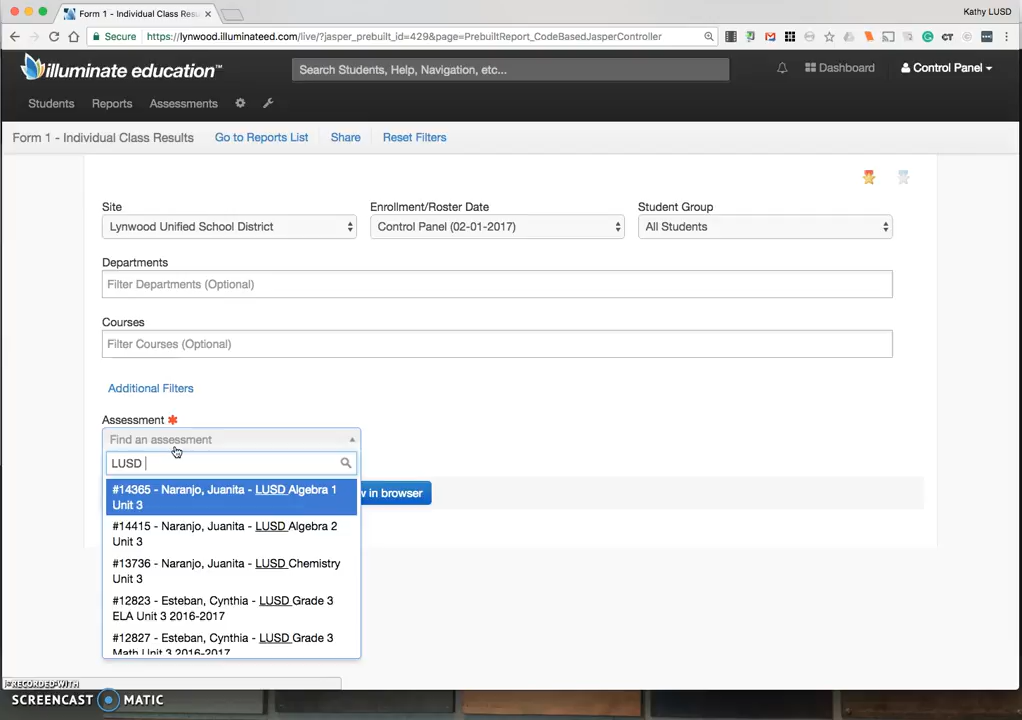 Form 1 - Individual Class Resu
Kathy LUSD
Secure
https://lynwood.illuminateed.com/live/?jasper_prebuilt_id=429&page=PrebuiltReport_CodeBasedJasperController
illuminate education™
Search Students, Help, Navigation, etc...
Dashboard
Control Panel
Students
Reports
Assessments
Form 1 - Individual Class Results
Go to Reports List
Share
Reset Filters
Site
Enrollment/Roster Date
Student Group
Lynwood Unified School District
Control Panel (02-01-2017)
All Students
Departments
Filter Departments (Optional)
Courses
Filter Courses (Optional)
Additional Filters
Assessment *
Find an assessment
LUSD
#14365 - Naranjo, Juanita - LUSD Algebra 1
Unit 3
w in browser
#14415 - Naranjo, Juanita - LUSD Algebra 2
Unit 3
#13736 - Naranjo, Juanita - LUSD Chemistry
Unit 3
#12823 - Esteban, Cynthia - LUSD Grade 3
ELA Unit 3 2016-2017
#12827 - Esteban, Cynthia - LUSD Grade 3
Math Unit 3 2016-2017
RECORDED WITH
SCREENCAST MATIC